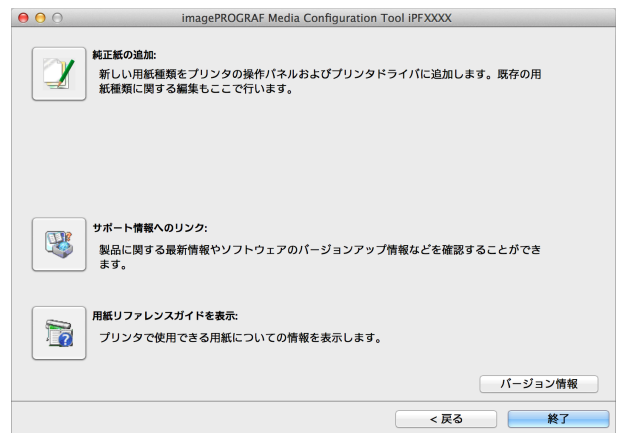 imagePROGRAF Media Configuration Tool iPFXXXX
純正紙の追加:
新しい用紙種類をプリンタの操作パネルおよびプリンタドライバに追加します。既存の用
紙種類に関する編集もここで行います。
サポート情報へのリンク:
製品に関する最新情報やソフトウェアのバージョンアップ情報などを確認することができ
ます。
用紙リファレンスガイドを表示:
プリンタで使用できる用紙についての情報を表示します。
バージョン情報
< 戻る
終了